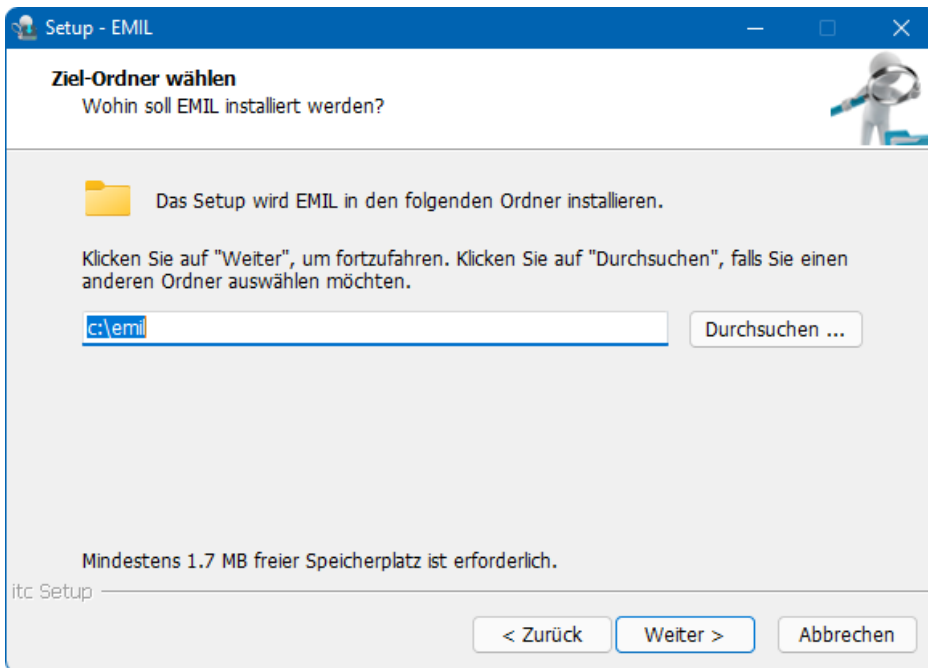 Setup - EMIL
Ziel-Ordner wählen
Wohin soll EMIL installiert werden?
Das Setup wird EMIL in den folgenden Ordner installieren.
Klicken Sie auf "Weiter", um fortzufahren. Klicken Sie auf "Durchsuchen", falls Sie einen
anderen Ordner auswählen möchten.
c:\emil
Durchsuchen ...
Mindestens 1.7 MB freier Speicherplatz ist erforderlich.
itc Setup
< Zurück
Weiter >
Abbrechen